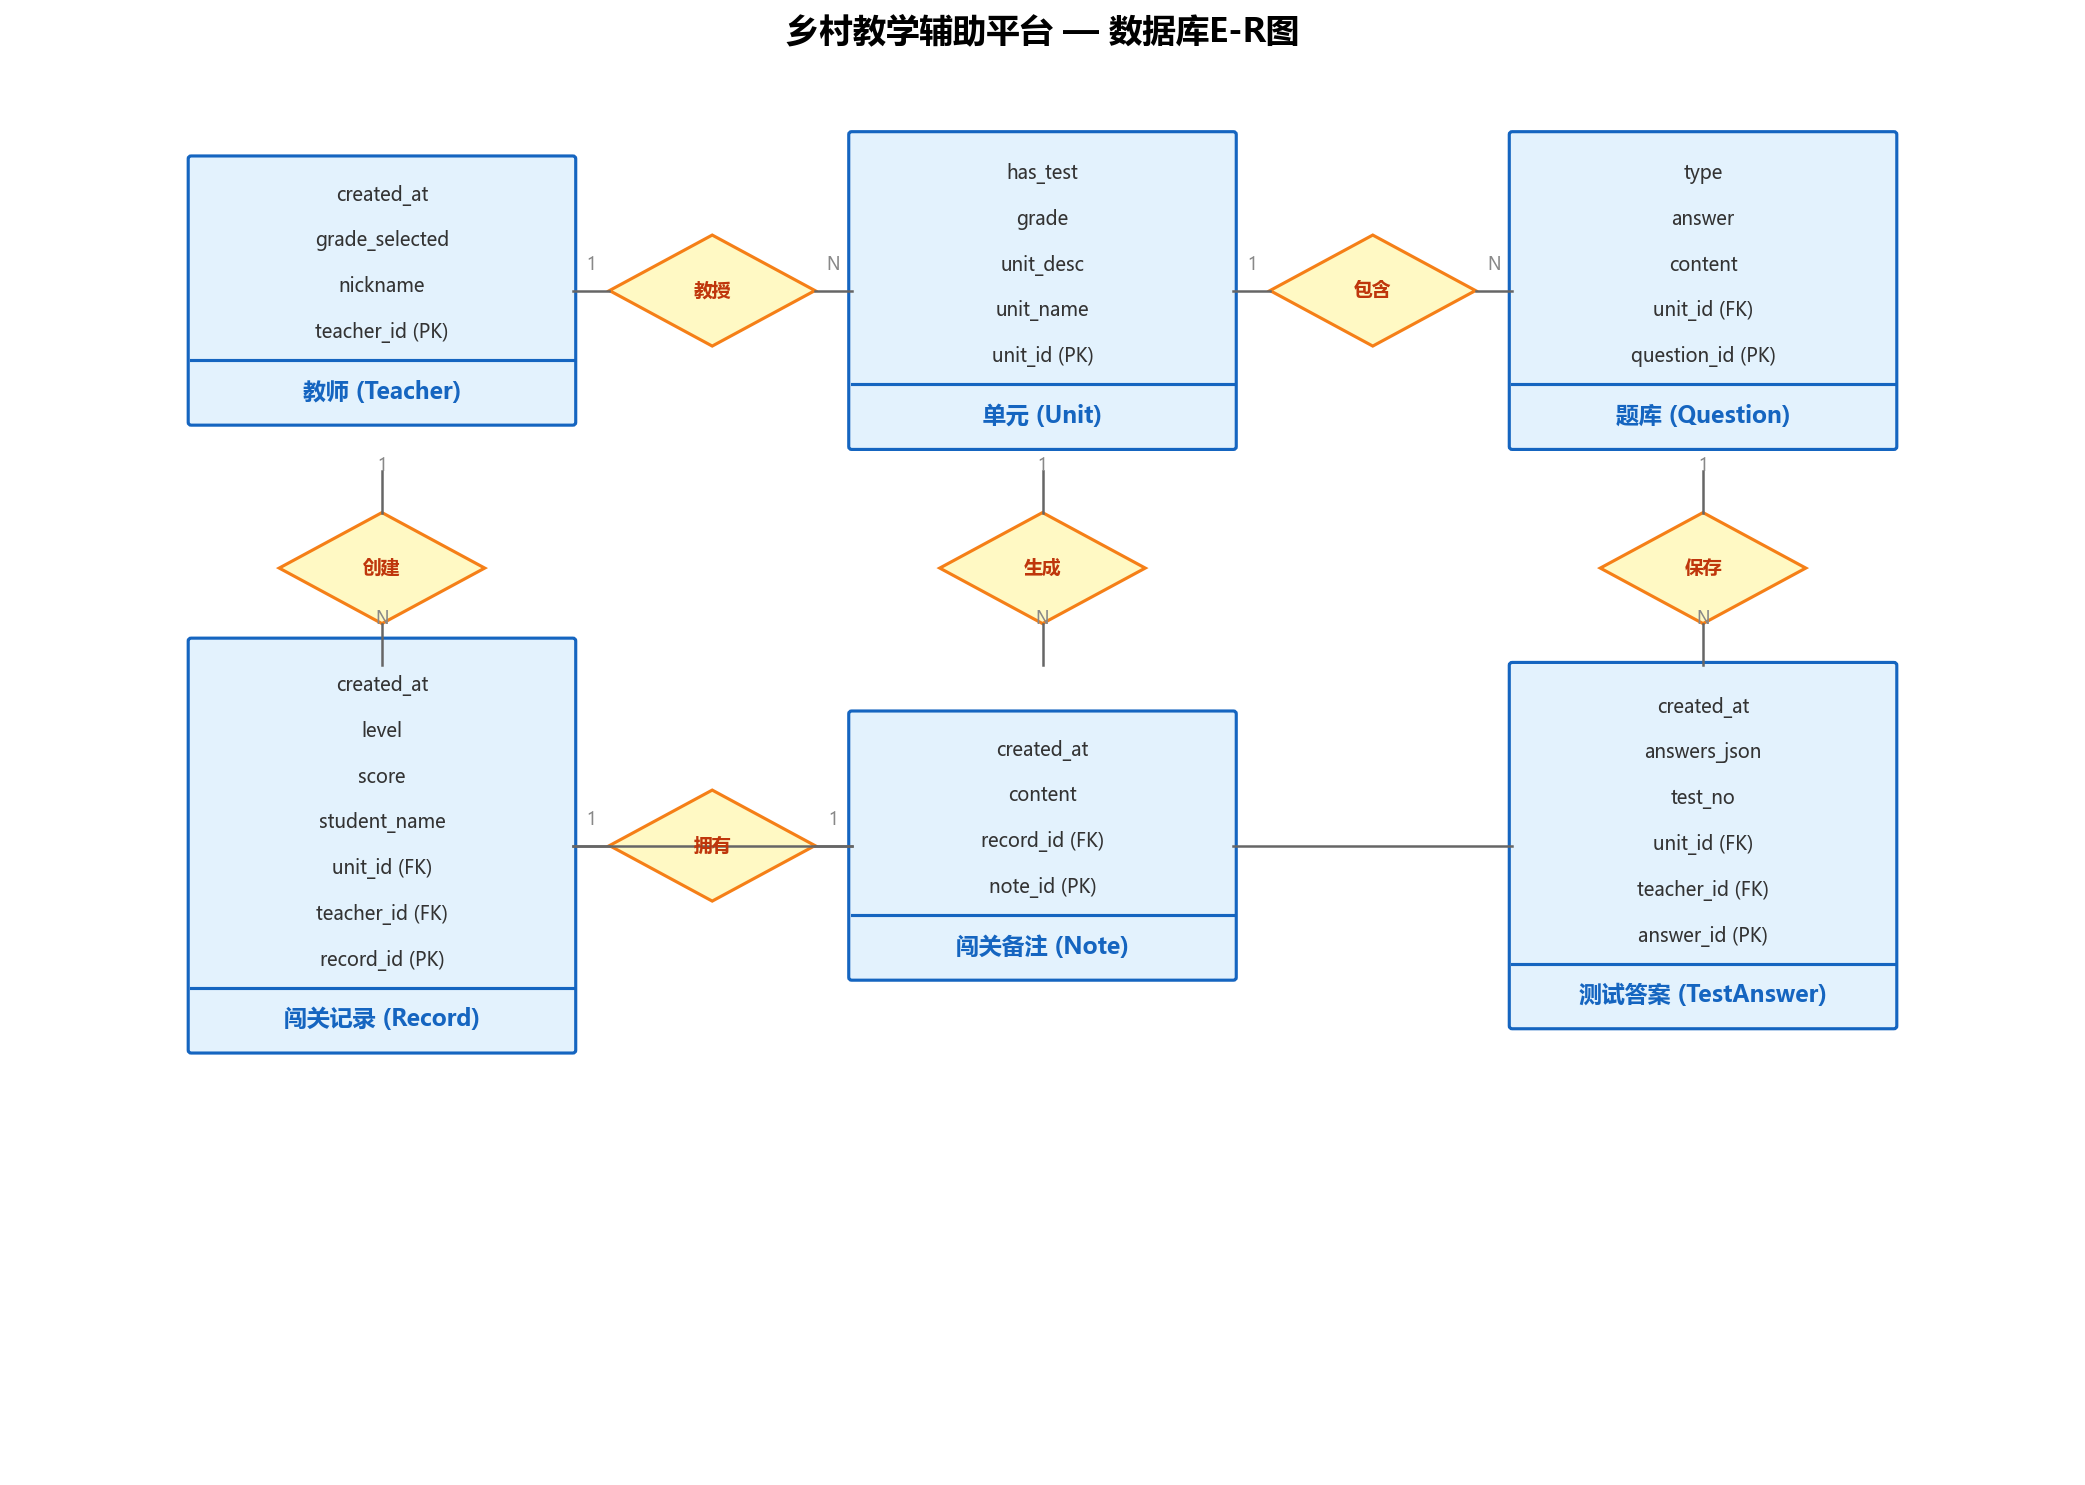 乡村教学辅助平台 — 数据库E-R图
created_at
grade_selected
nickname
teacher_id (PK)
教师 (Teacher)
1
教授
N
has_test
grade
unit_desc
unit_name
unit_id (PK)
单元 (Unit)
1
包含
N
type
answer
content
unit_id (FK)
question_id (PK)
题库 (Question)
1
创建
N
1
生成
N
1
保存
N
created_at
level
score
student_name
unit_id (FK)
teacher_id (FK)
record_id (PK)
闯关记录 (Record)
1
拥有
1
created_at
content
record_id (FK)
note_id (PK)
闯关备注 (Note)
created_at
answers_json
test_no
unit_id (FK)
teacher_id (FK)
answer_id (PK)
测试答案 (TestAnswer)